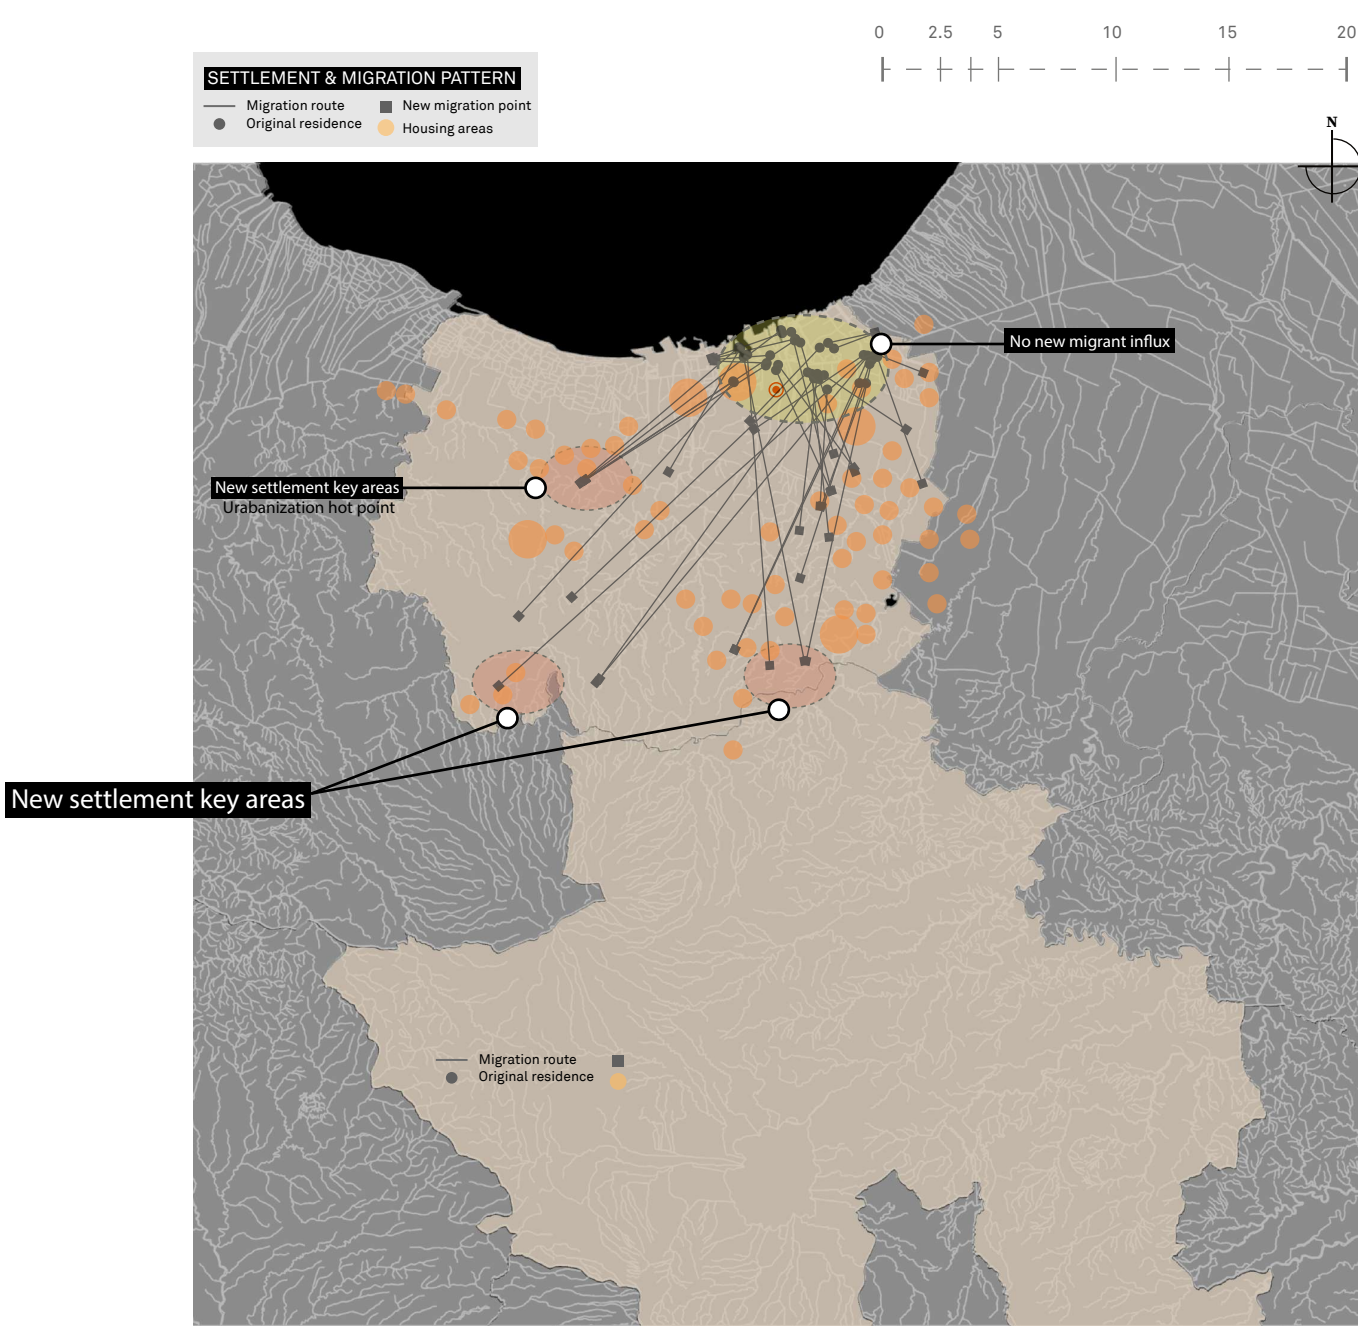 0 2.5 5 10 15 20
SETTLEMENT & MIGRATION PATTERN
Migration route
New migration point
Original residence
Housing areas
N
No new migrant influx
New settlement key areas
Urabanization hot point
New settlement key areas
Migration route
Original residence